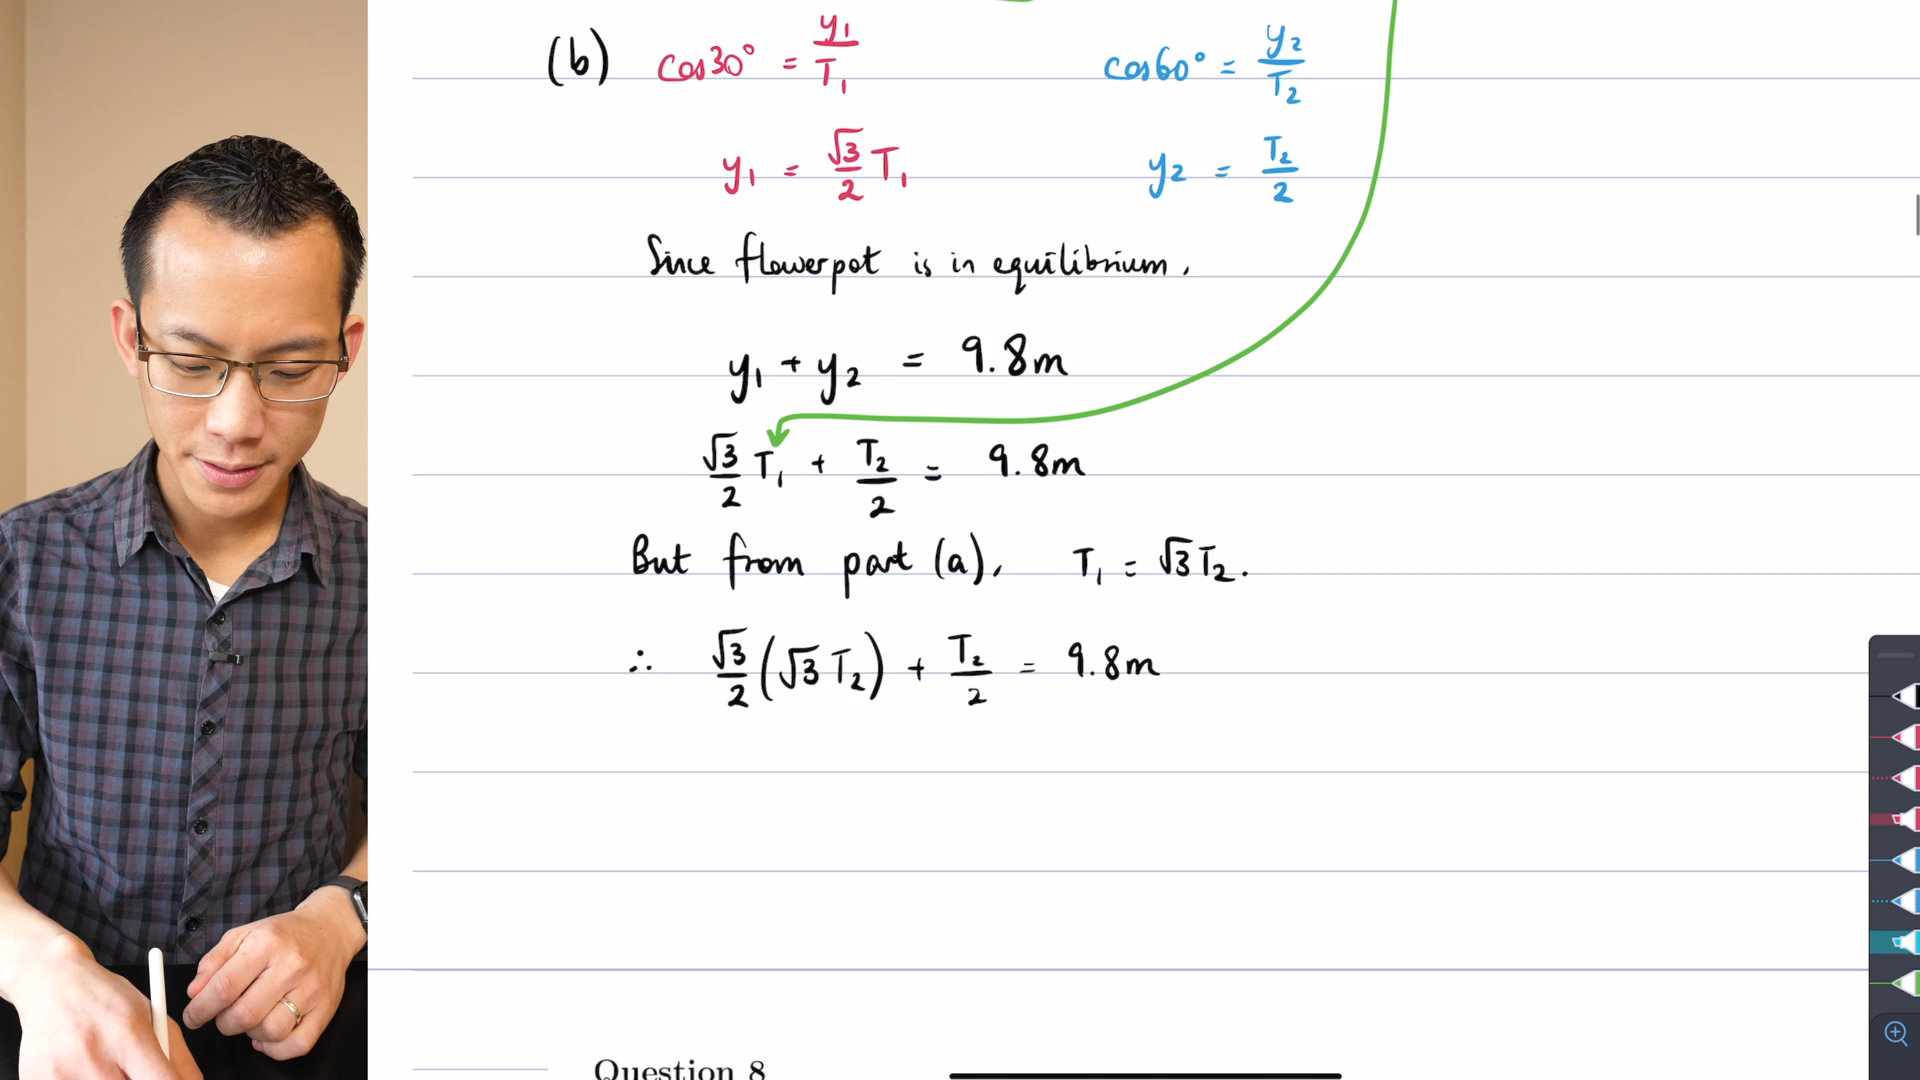 (b) cos30° = y₁/T₁ cos60° = y₂/T₂
y₁ = √3/2 T₁ y₂ = T₂/2
Since flowerpot is in equilibrium,
y₁ + y₂ = 9.8m
√3/2 T₁ + T₂/2 = 9.8m
But from part (a), T₁ = √3T₂.
∴ √3/2 (√3 T₂) + T₂/2 = 9.8m
Question 8